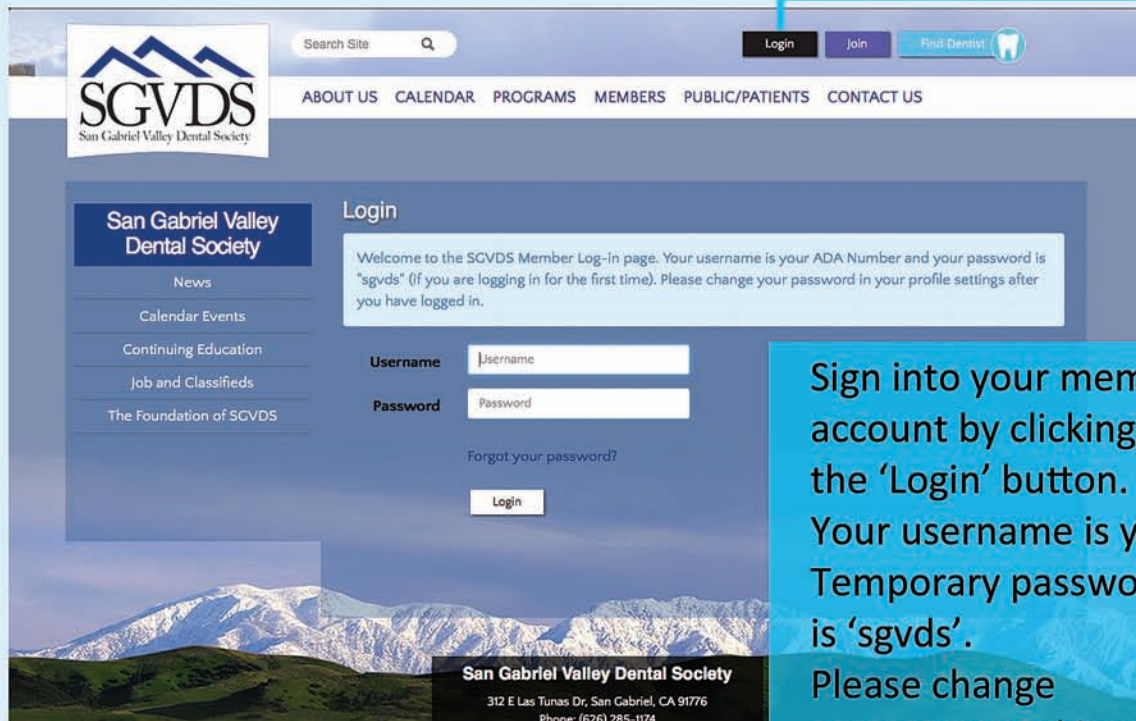 Search Site
Login
Join
Find Dentist
SGVDS
San Gabriel Valley Dental Society
ABOUT US CALENDAR PROGRAMS MEMBERS PUBLIC/PATIENTS CONTACT US
San Gabriel Valley
Dental Society
News
Calendar Events
Continuing Education
Job and Classifieds
The Foundation of SGVDS
Login
Welcome to the SGVDS Member Log-in page. Your username is your ADA Number and your password is
"sgvds" (if you are logging in for the first time). Please change your password in your profile settings after
you have logged in.
Username
Username
Password
Password
Forgot your password?
Login
Sign into your mem
account by clicking
the ‘Login’ button.
Your username is y
Temporary passwo
is ‘sgvds’.
Please change
San Gabriel Valley Dental Society
312 E Las Tunas Dr, San Gabriel, CA 91776
Phone: (626) 285-1174